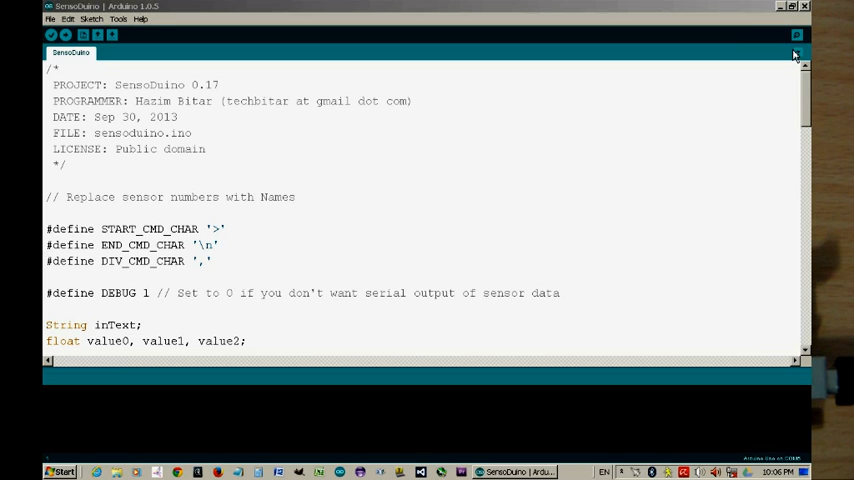 SensoDuino | Arduino 1.0.5
File Edit Sketch Tools Help
SensoDuino
/*
PROJECT: SensoDuino 0.17
PROGRAMMER: Hazim Bitar (techbitar at gmail dot com)
DATE: Sep 30, 2013
FILE: sensoduino.ino
LICENSE: Public domain
*/
// Replace sensor numbers with Names
#define START_CMD_CHAR '>'
#define END_CMD_CHAR '\n'
#define DIV_CMD_CHAR ','
#define DEBUG 1 // Set to 0 if you don't want serial output of sensor data
String inText;
float value0, value1, value2;
Start
SensoDuino | Ardu...
EN
10:06 PM